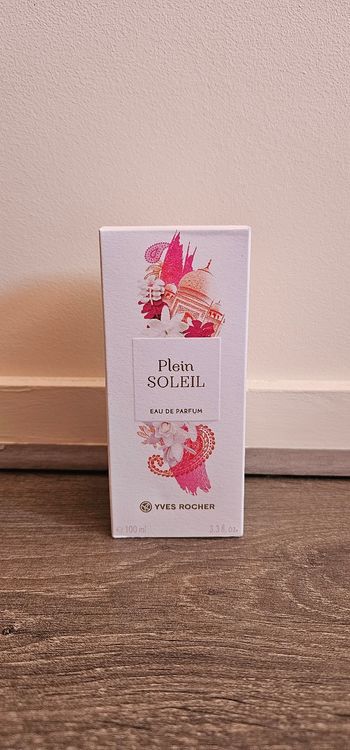 Plein
SOLEIL
EAU DE PARFUM
YVES ROCHER
℮ 100 ml 3.3 fl. oz.